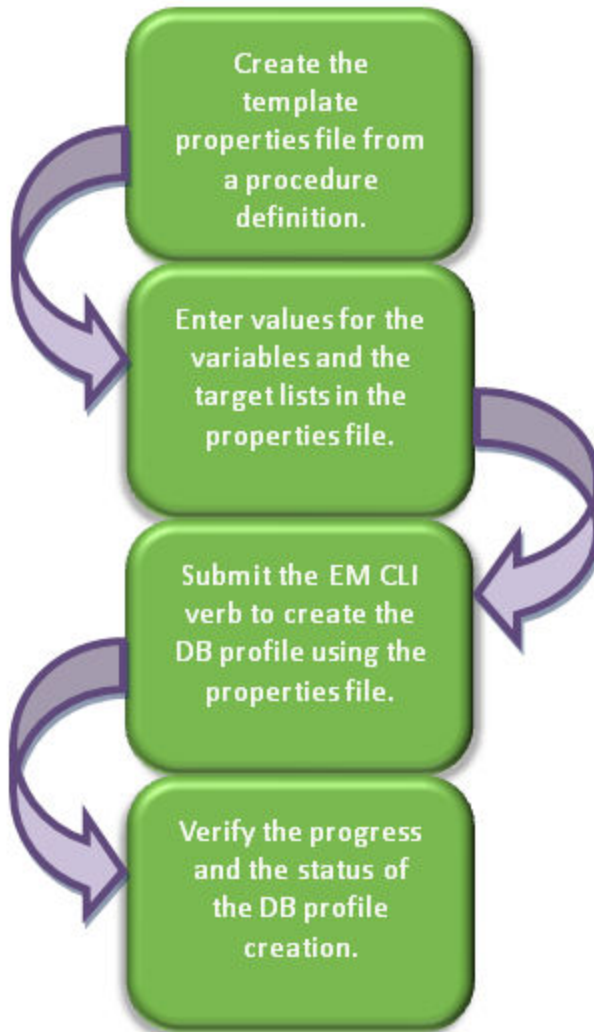 Create the
template
properties file from
a procedure
definition.
Enter values for the
variables and the
target lists in the
properties file.
Submit the EM CLI
verb to create the
DB profile using the
properties file.
Verify the progress
and the status of
the DB profile
creation.